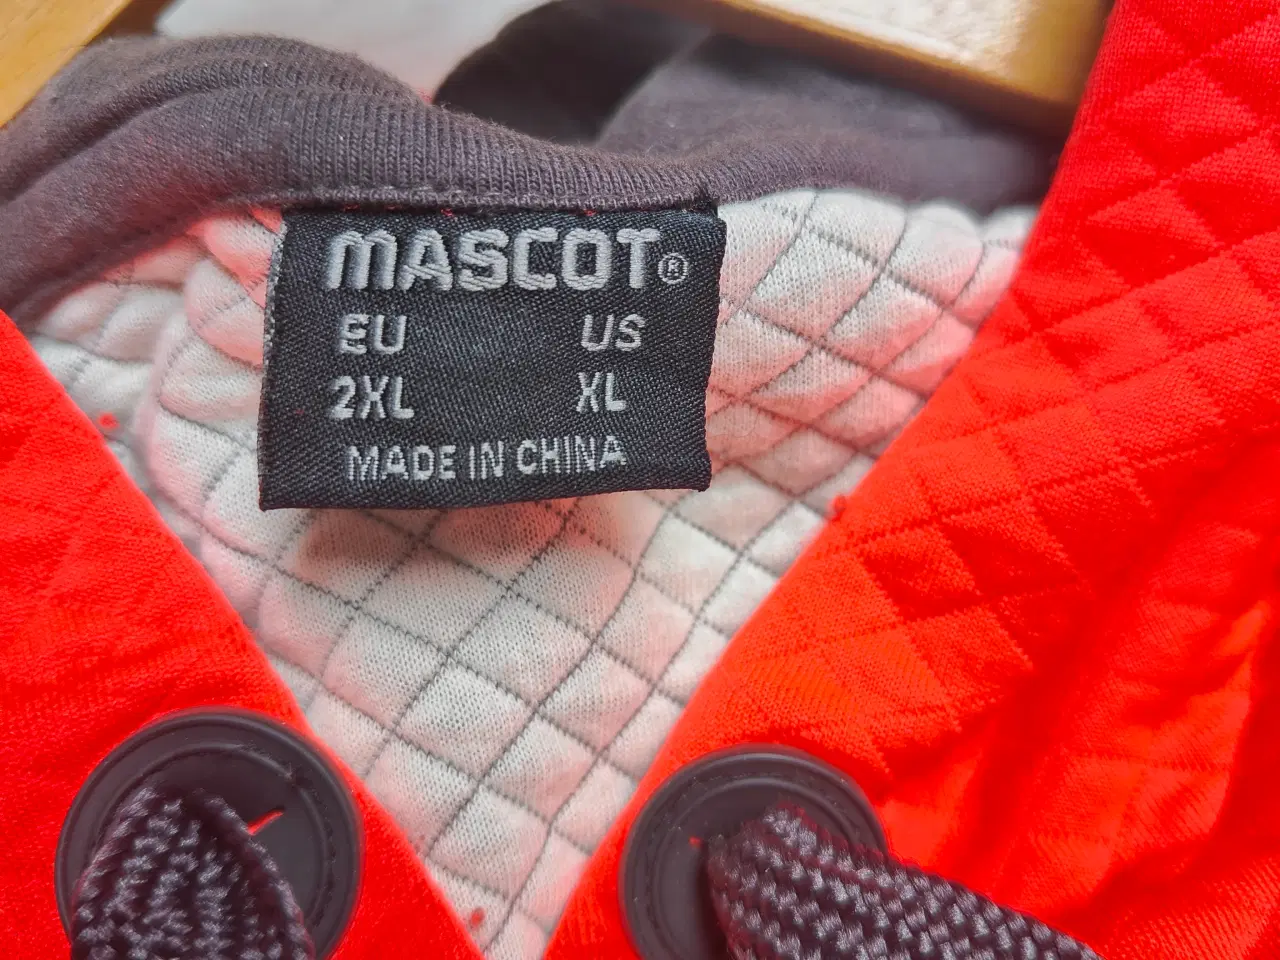 MASCOT®
EU US
2XL XL
MADE IN CHINA